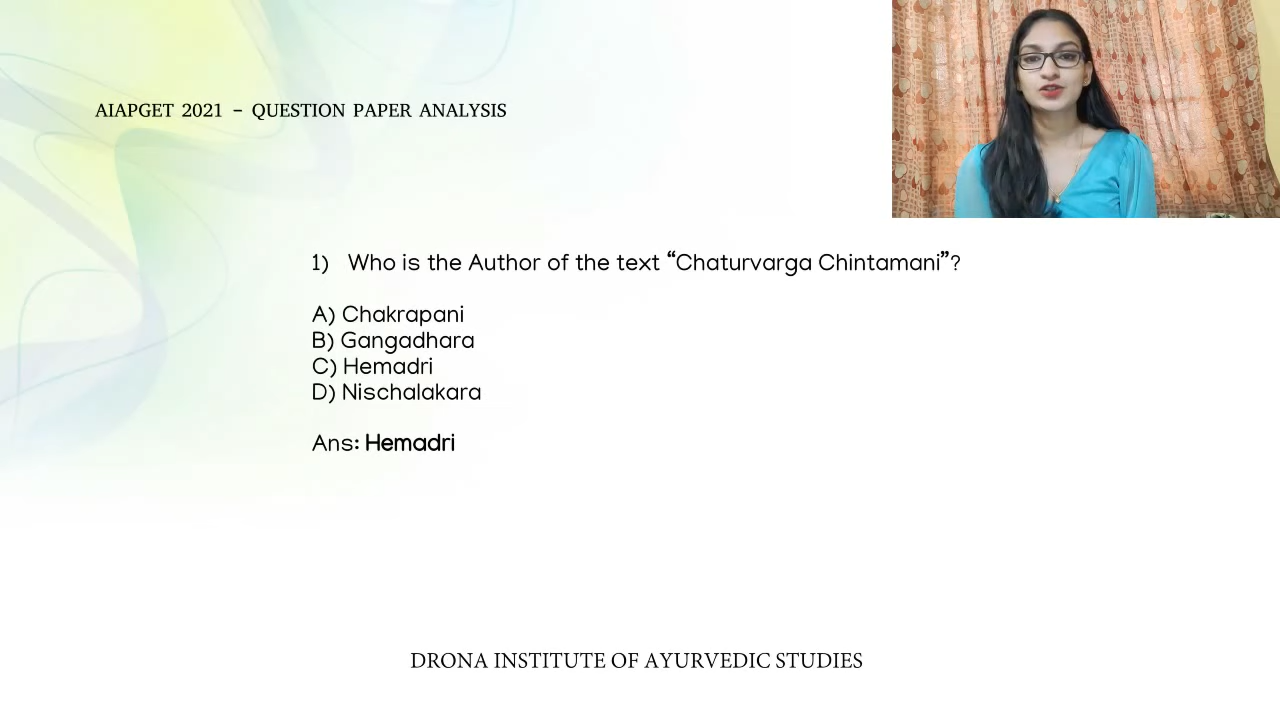 AIAPGET 2021 - QUESTION PAPER ANALYSIS
1) Who is the Author of the text “Chaturvarga Chintamani”?
A) Chakrapani
B) Gangadhara
C) Hemadri
D) Nischalakara
Ans: Hemadri
DRONA INSTITUTE OF AYURVEDIC STUDIES